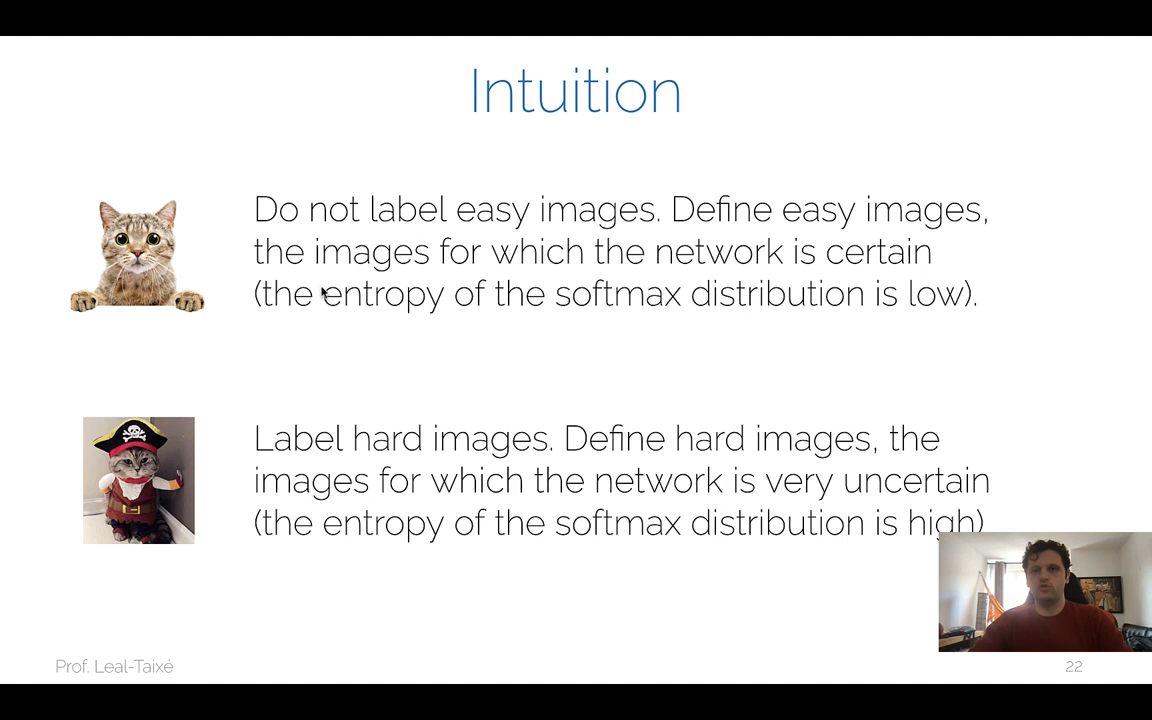 Intuition
Do not label easy images. Define easy images,
the images for which the network is certain
(the entropy of the softmax distribution is low).
Label hard images. Define hard images, the
images for which the network is very uncertain
(the entropy of the softmax distribution is high)
Prof. Leal-Taixé
22